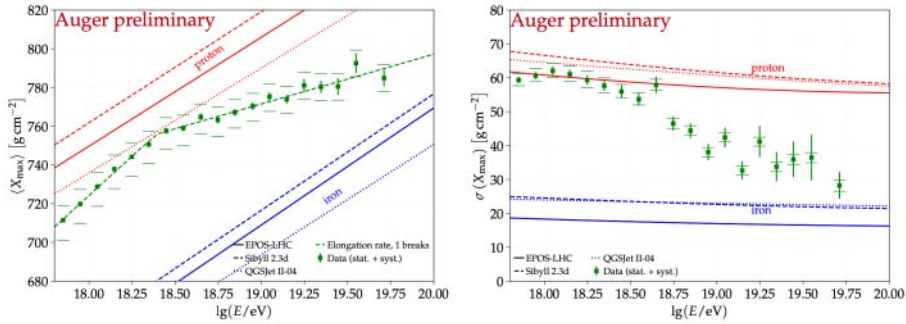 Auger preliminary
820
800
780
760
740
720
700
680
⟨Xmax⟩ [g cm⁻²]
proton
iron
EPOS-LHC
Sibyll 2.3d
QGSJet II-04
Elongation rate, 1 breaks
Data (stat. + syst.)
18.00 18.25 18.50 18.75 19.00 19.25 19.50 19.75 20.00
lg(E/eV)
Auger preliminary
80
70
60
50
40
30
20
10
0
σ (Xmax) [g cm⁻²]
proton
iron
EPOS-LHC
Sibyll 2.3d
QGSJet II-04
Data (stat. + syst.)
18.00 18.25 18.50 18.75 19.00 19.25 19.50 19.75 20.00
lg(E/eV)